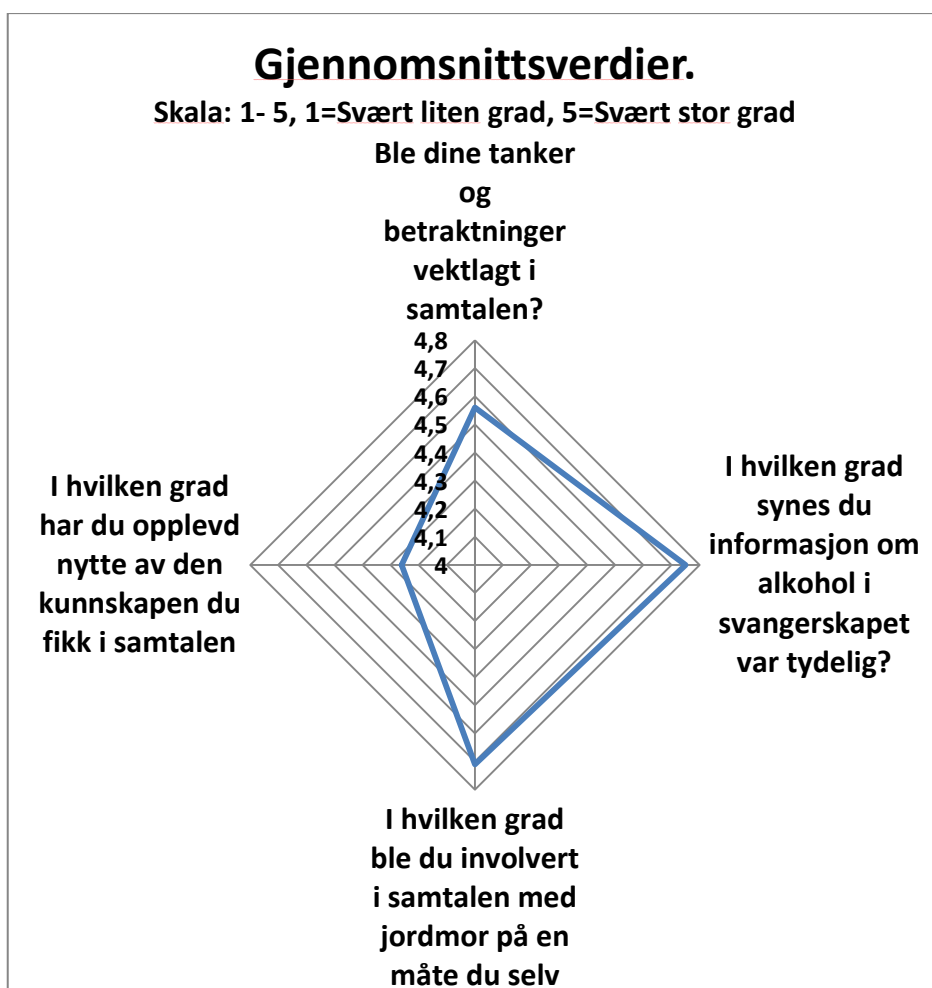 Gjennomsnittsverdier.
Skala: 1- 5, 1=Svært liten grad, 5=Svært stor grad
Ble dine tanker
og
betraktninger
vektlagt i
samtalen?
4,8
4,7
4,6
4,5
4,4
4,3
4,2
4,1
4
I hvilken grad
synes du
informasjon om
alkohol i
svangerskapet
var tydelig?
I hvilken grad
ble du involvert
i samtalen med
jordmor på en
måte du selv
I hvilken grad
har du opplevd
nytte av den
kunnskapen du
fikk i samtalen